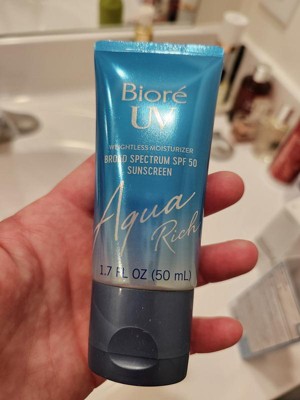 Bioré
UV
WEIGHTLESS MOISTURIZER
BROAD SPECTRUM SPF 50
SUNSCREEN
Aqua
Rich
1.7 FL OZ (50 mL)